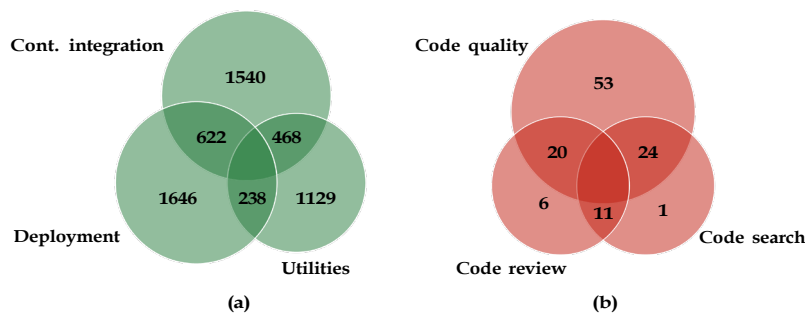 Cont. integration
1540
622
468
1646
238
1129
Deployment
Utilities
(a)
Code quality
53
20
24
6
11
1
Code search
Code review
(b)